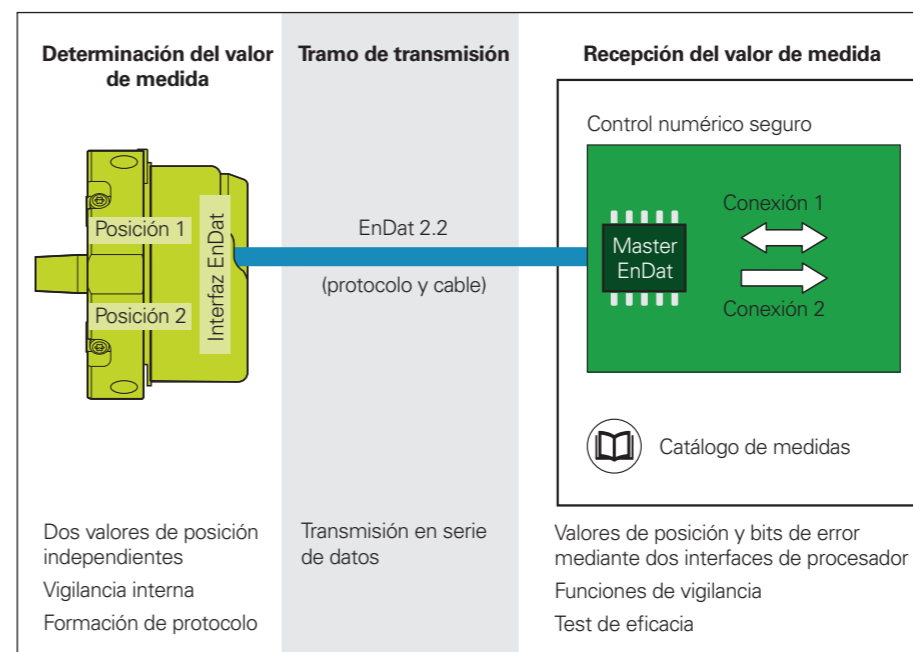 Determinación del valor
de medida
Posición 1
Posición 2
Interfaz EnDat
Dos valores de posición
independientes
Vigilancia interna
Formación de protocolo
Tramo de transmisión
EnDat 2.2
(protocolo y cable)
Transmisión en serie
de datos
Recepción del valor de medida
Control numérico seguro
Master
EnDat
Conexión 1
Conexión 2
Catálogo de medidas
Valores de posición y bits de error
mediante dos interfaces de procesador
Funciones de vigilancia
Test de eficacia